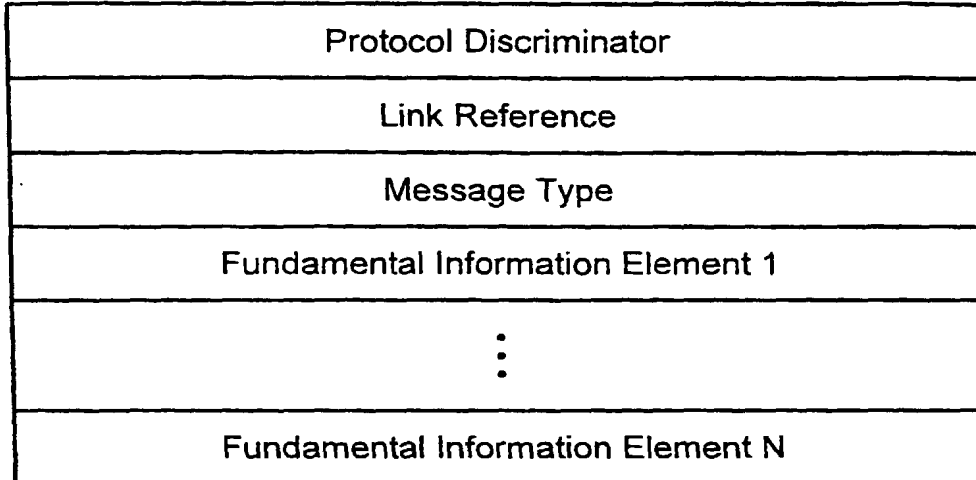 Protocol Discriminator
Link Reference
Message Type
Fundamental Information Element 1
⋮
Fundamental Information Element N